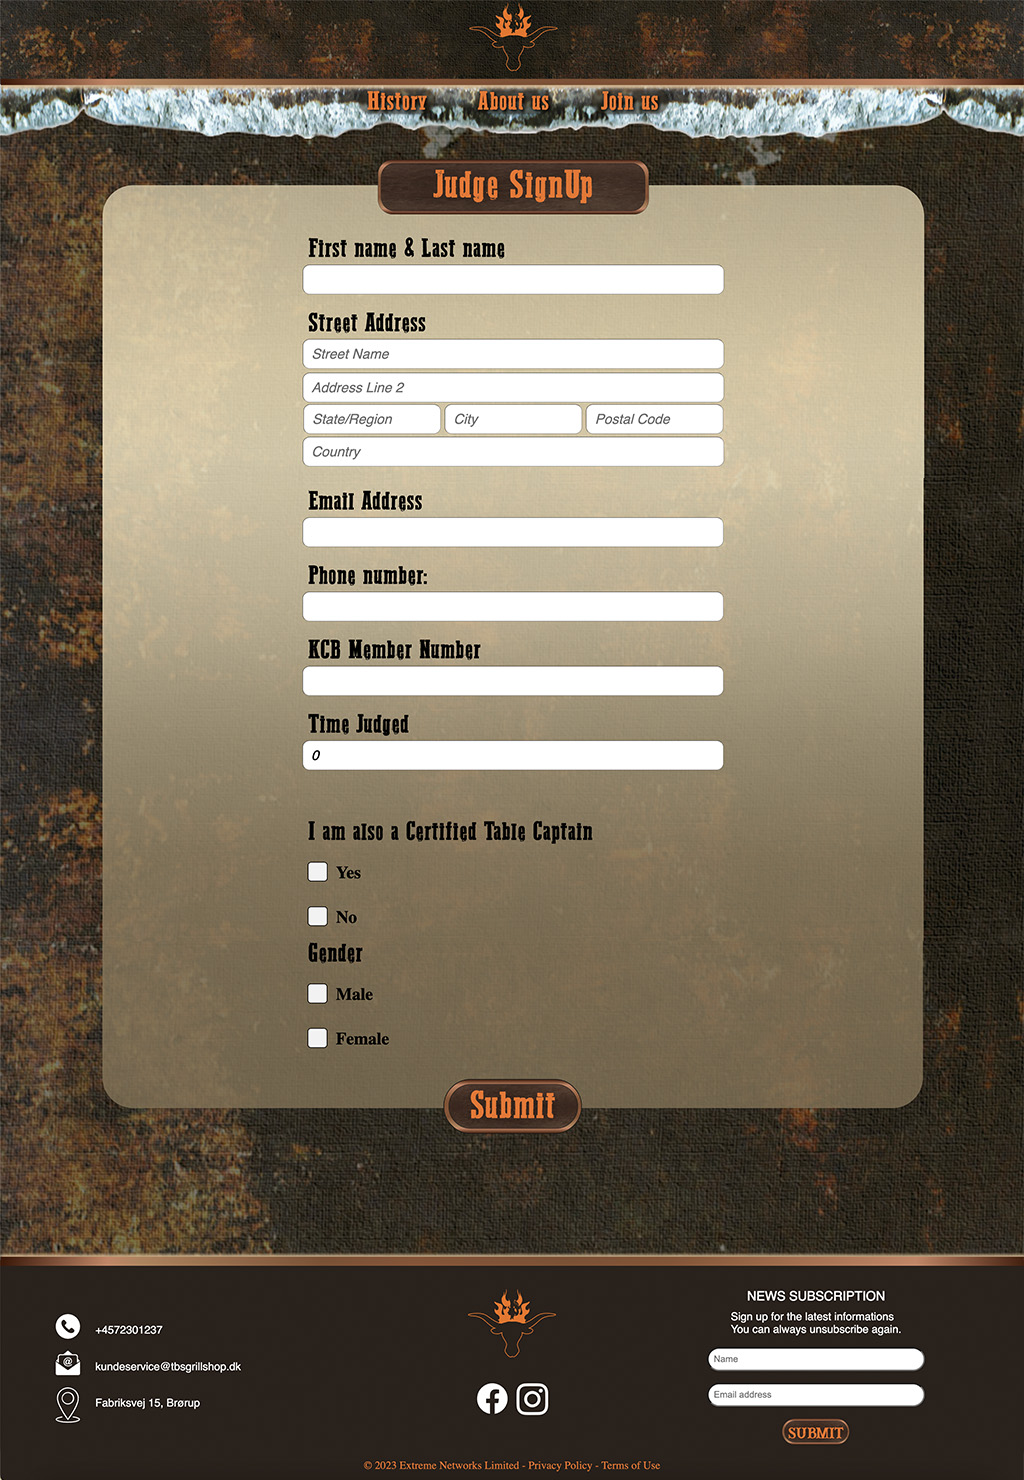 History About us Join us
Judge SignUp
First name & Last name
Street Address
Street Name
Address Line 2
State/Region City Postal Code
Country
Email Address
Phone number:
KCB Member Number
Time Judged
0
I am also a Certified Table Captain
Yes
No
Gender
Male
Female
Submit
+4572301237
kundeservice@tbsgrillshop.dk
Fabriksvej 15, Brørup
NEWS SUBSCRIPTION
Sign up for the latest informations
You can always unsubscribe again.
Name
Email address
SUBMIT
© 2023 Extreme Networks Limited - Privacy Policy - Terms of Use